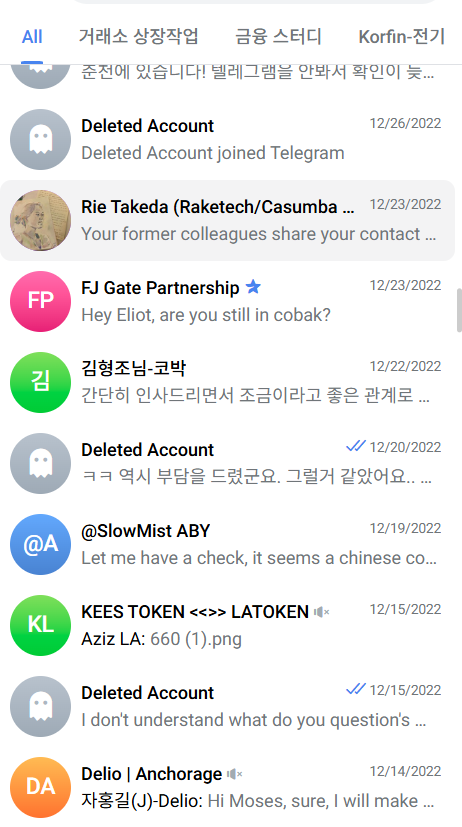 All 거래소 상장작업 금융 스터디 Korfin-전기
춘천에 있습니다! 텔레그램을 안봐서 확인이 늦...
Deleted Account 12/26/2022
Deleted Account joined Telegram
Rie Takeda (Raketech/Casumba ... 12/23/2022
Your former colleagues share your contact ...
FP FJ Gate Partnership 12/23/2022
Hey Eliot, are you still in cobak?
김 김형조님-코박 12/22/2022
간단히 인사드리면서 조금이라고 좋은 관계로 ...
Deleted Account 12/20/2022
ㅋㅋ 역시 부담을 드렸군요. 그럴거 같았어요.. ...
@A @SlowMist ABY 12/19/2022
Let me have a check, it seems a chinese co...
KL KEES TOKEN <<>> LATOKEN 12/15/2022
Aziz LA: 660 (1).png
Deleted Account 12/15/2022
I don't understand what do you question's ...
DA Delio | Anchorage 12/14/2022
자홍길(J)-Delio: Hi Moses, sure, I will make ...